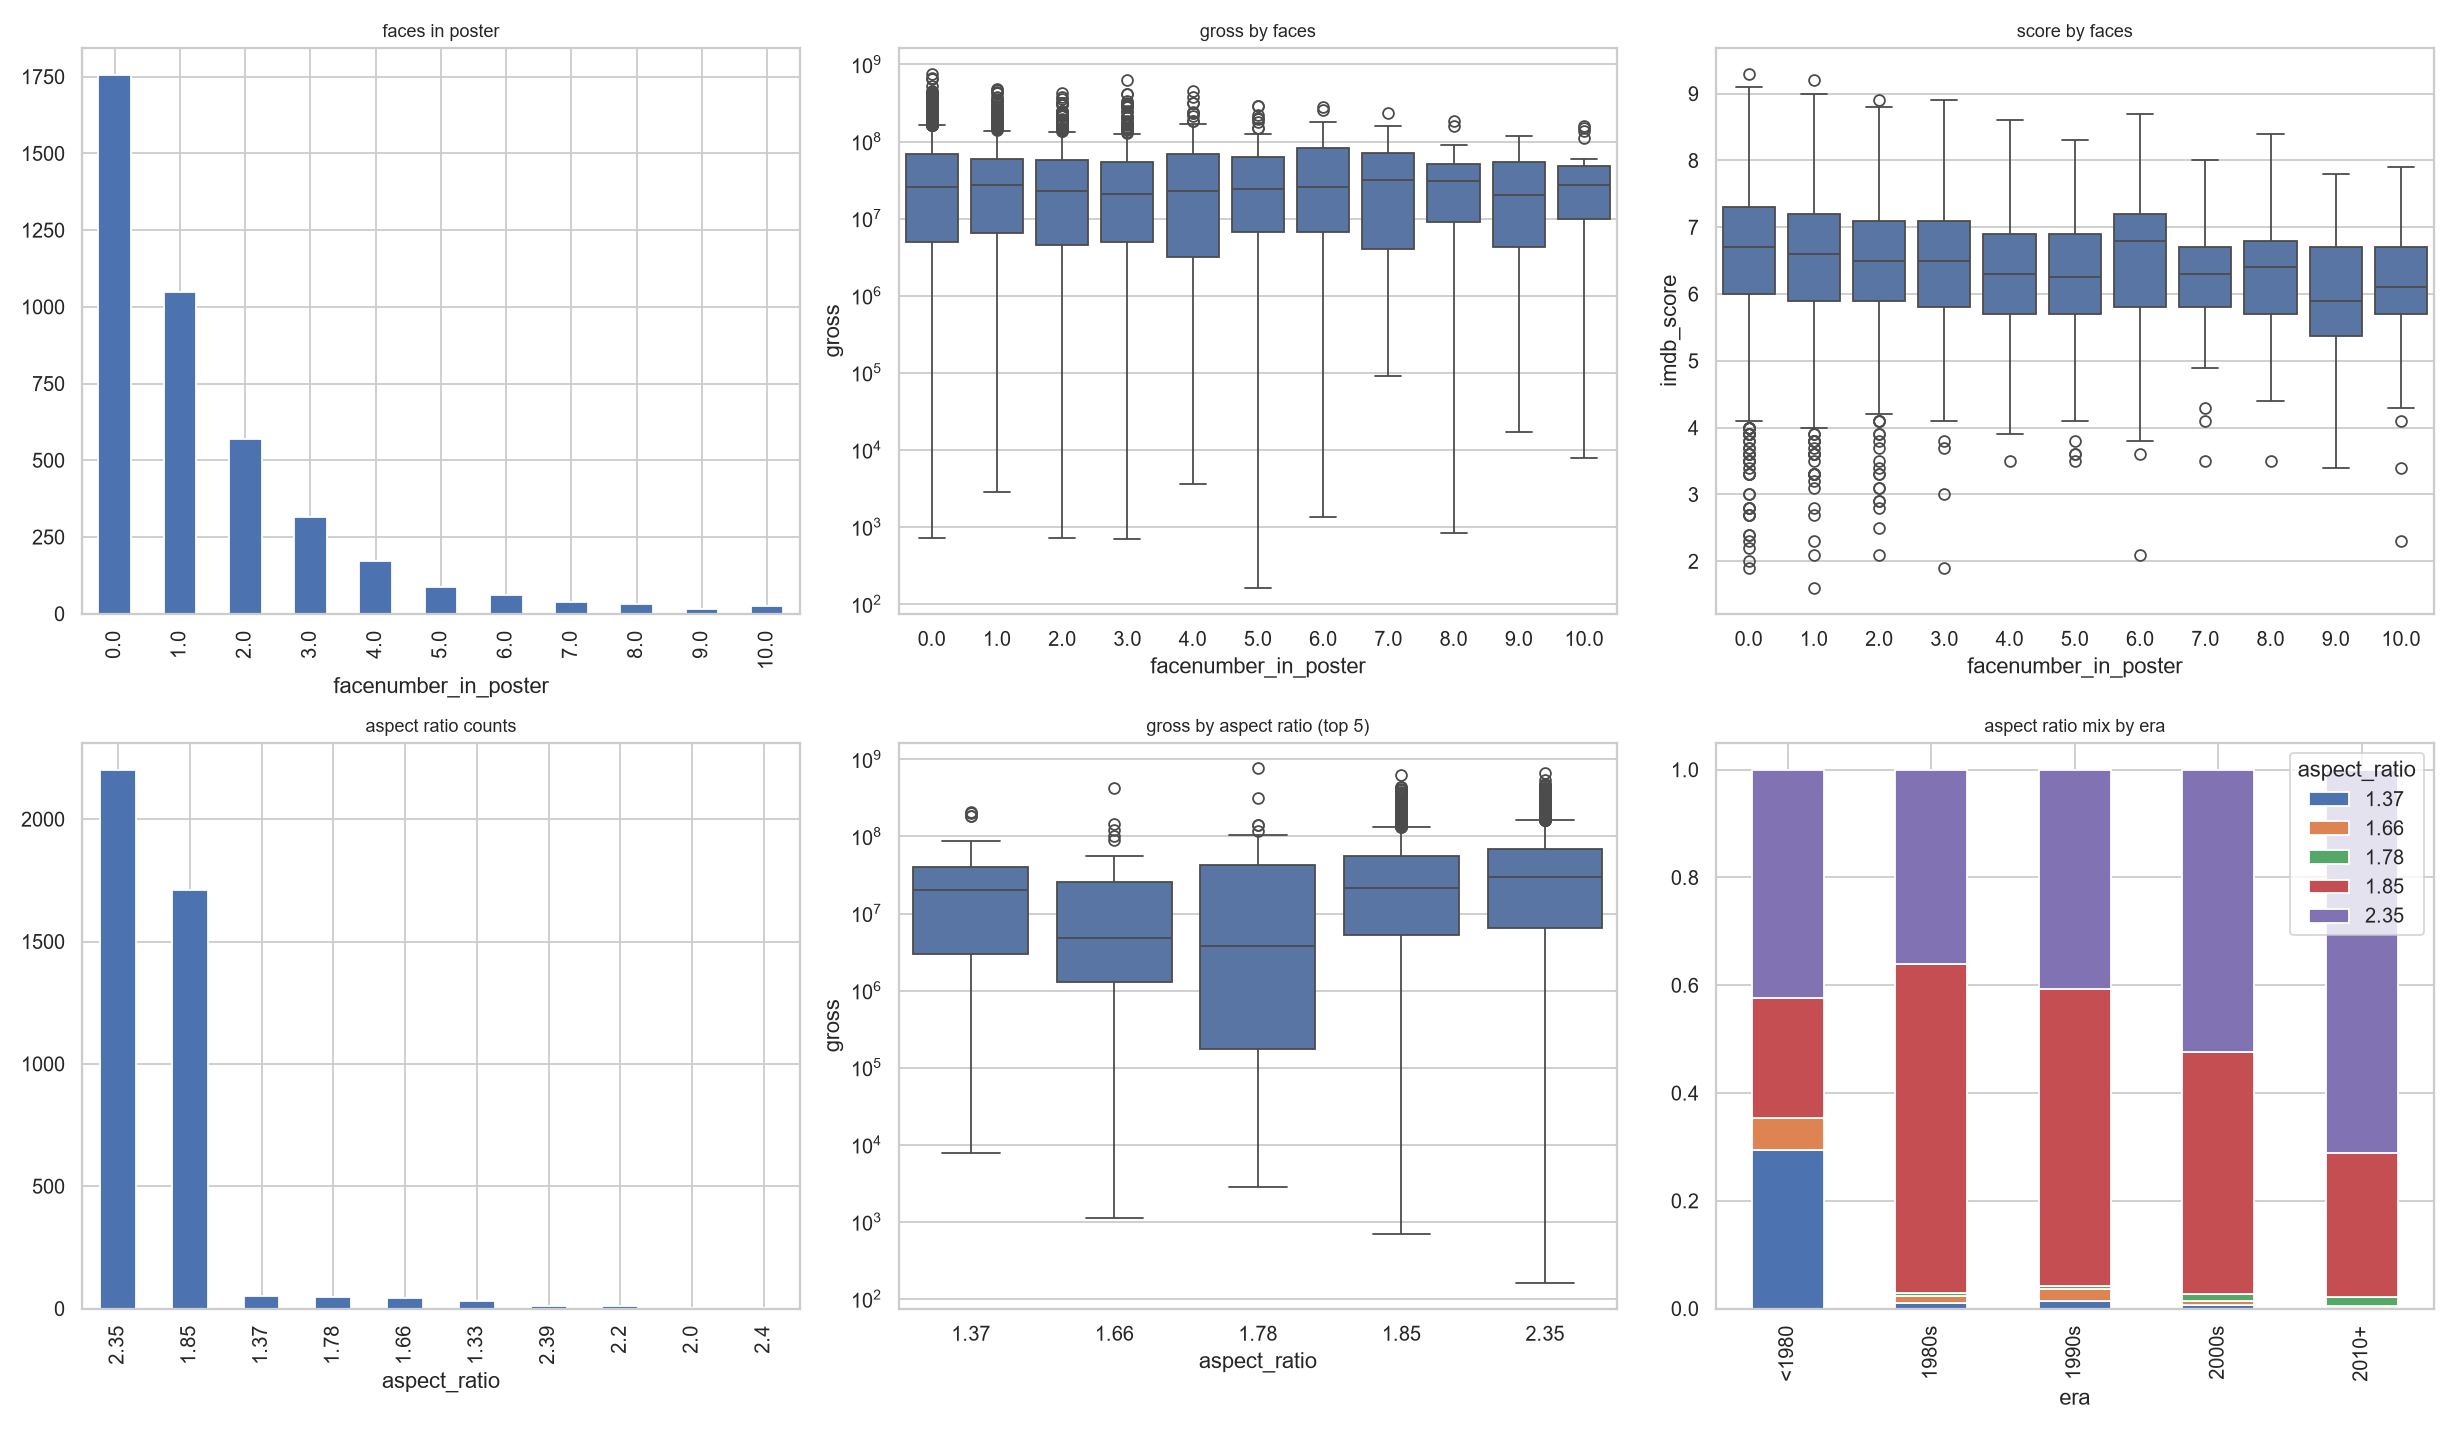 faces in poster
1750
1500
1250
1000
750
500
250
0
0.0 1.0 2.0 3.0 4.0 5.0 6.0 7.0 8.0 9.0 10.0
facenumber_in_poster
gross by faces
gross
10⁹
10⁸
10⁷
10⁶
10⁵
10⁴
10³
10²
0.0 1.0 2.0 3.0 4.0 5.0 6.0 7.0 8.0 9.0 10.0
facenumber_in_poster
score by faces
imdb_score
9
8
7
6
5
4
3
2
0.0 1.0 2.0 3.0 4.0 5.0 6.0 7.0 8.0 9.0 10.0
facenumber_in_poster
aspect ratio counts
2000
1500
1000
500
0
2.35 1.85 1.37 1.78 1.66 1.33 2.39 2.2 2.0 2.4
aspect_ratio
gross by aspect ratio (top 5)
gross
10⁹
10⁸
10⁷
10⁶
10⁵
10⁴
10³
10²
1.37 1.66 1.78 1.85 2.35
aspect_ratio
aspect ratio mix by era
1.0
0.8
0.6
0.4
0.2
0.0
aspect_ratio
1.37
1.66
1.78
1.85
2.35
<1980 1980s 1990s 2000s 2010+
era